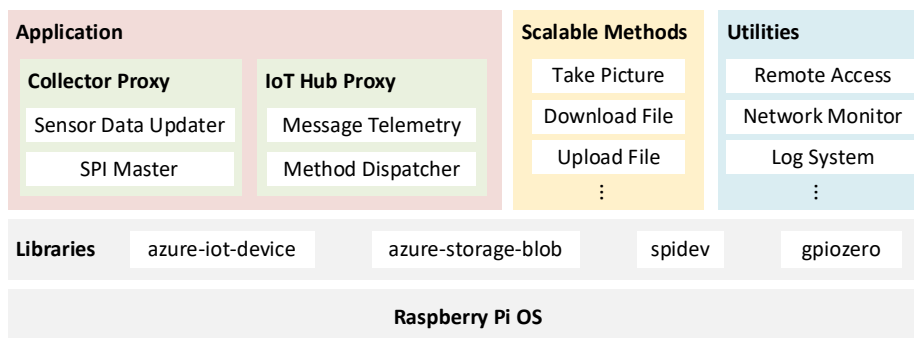 Application
Collector Proxy
Sensor Data Updater
SPI Master
IoT Hub Proxy
Message Telemetry
Method Dispatcher
Scalable Methods
Take Picture
Download File
Upload File
⋮
Utilities
Remote Access
Network Monitor
Log System
⋮
Libraries azure-iot-device azure-storage-blob spidev gpiozero
Raspberry Pi OS